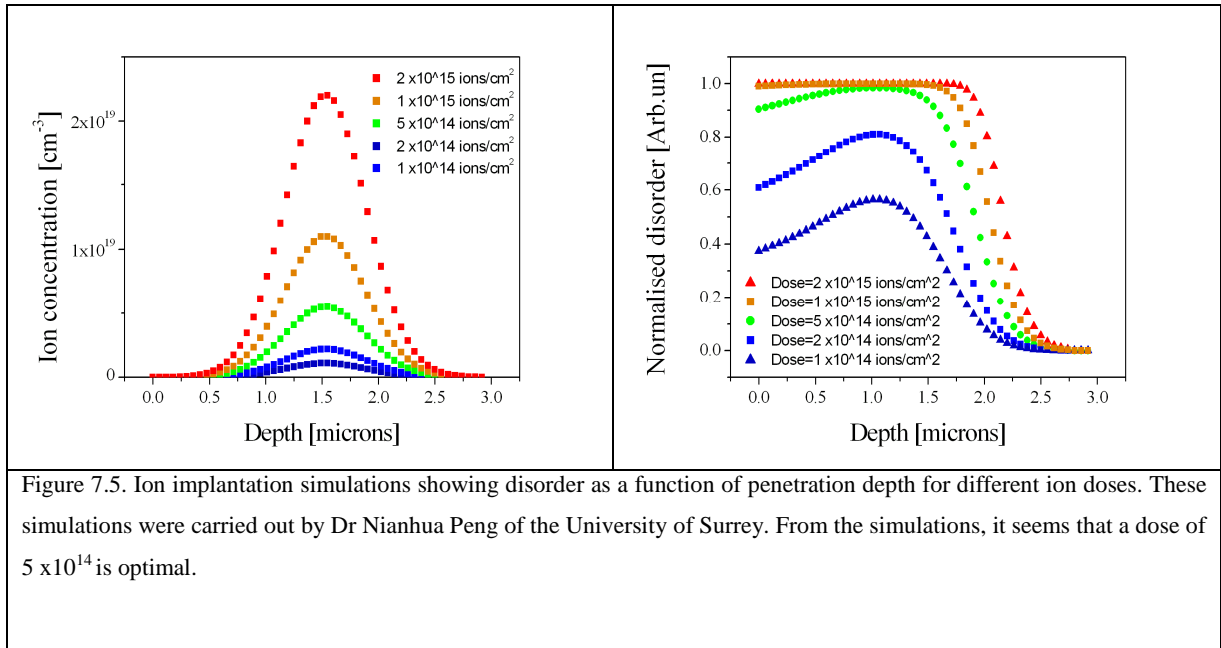 Ion concentration [cm⁻³]
2x10¹⁹
1x10¹⁹
0
2 x10^15 ions/cm²
1 x10^15 ions/cm²
5 x10^14 ions/cm²
2 x10^14 ions/cm²
1 x10^14 ions/cm²
0.0 0.5 1.0 1.5 2.0 2.5 3.0
Depth [microns]
Normalised disorder [Arb.un]
1.0
0.8
0.6
0.4
0.2
0.0
Dose=2 x10^15 ions/cm^2
Dose=1 x10^15 ions/cm^2
Dose=5 x10^14 ions/cm^2
Dose=2 x10^14 ions/cm^2
Dose=1 x10^14 ions/cm^2
0.0 0.5 1.0 1.5 2.0 2.5 3.0
Depth [microns]
Figure 7.5. Ion implantation simulations showing disorder as a function of penetration depth for different ion doses. These
simulations were carried out by Dr Nianhua Peng of the University of Surrey. From the simulations, it seems that a dose of
5 x10¹⁴ is optimal.